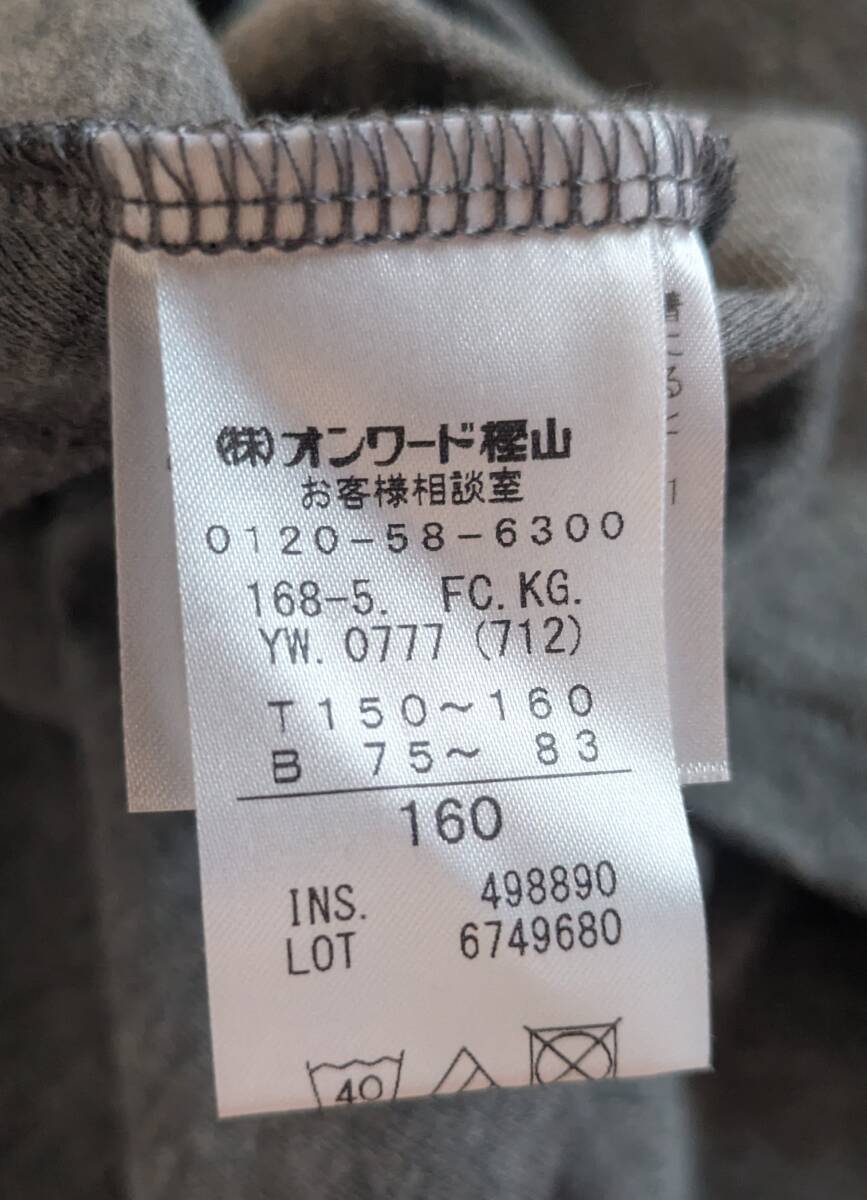 (株)オンワード樫山
お客様相談室
0120-58-6300
168-5. FC. KG.
YW. 0777 (712)
T 150～160
B 75～ 83
160
INS. 498890
LOT 6749680
40